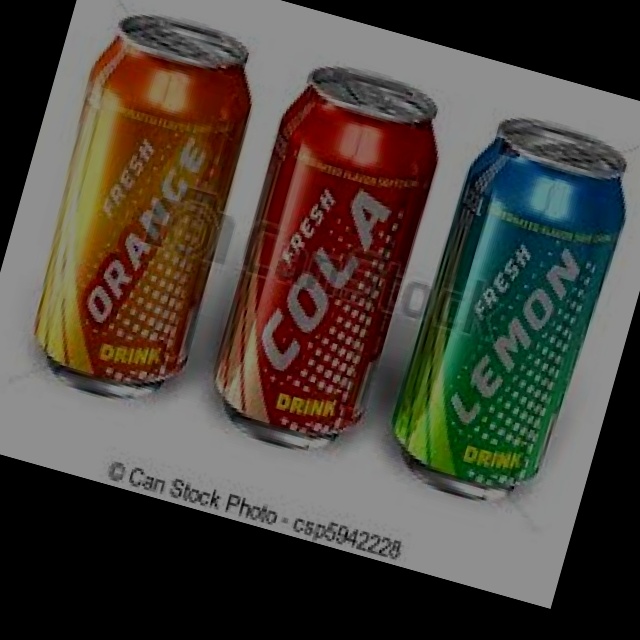 FRESH
ORANGE
DRINK
FRESH
COLA
DRINK
FRESH
LEMON
DRINK
© Can Stock Photo - csp5942228